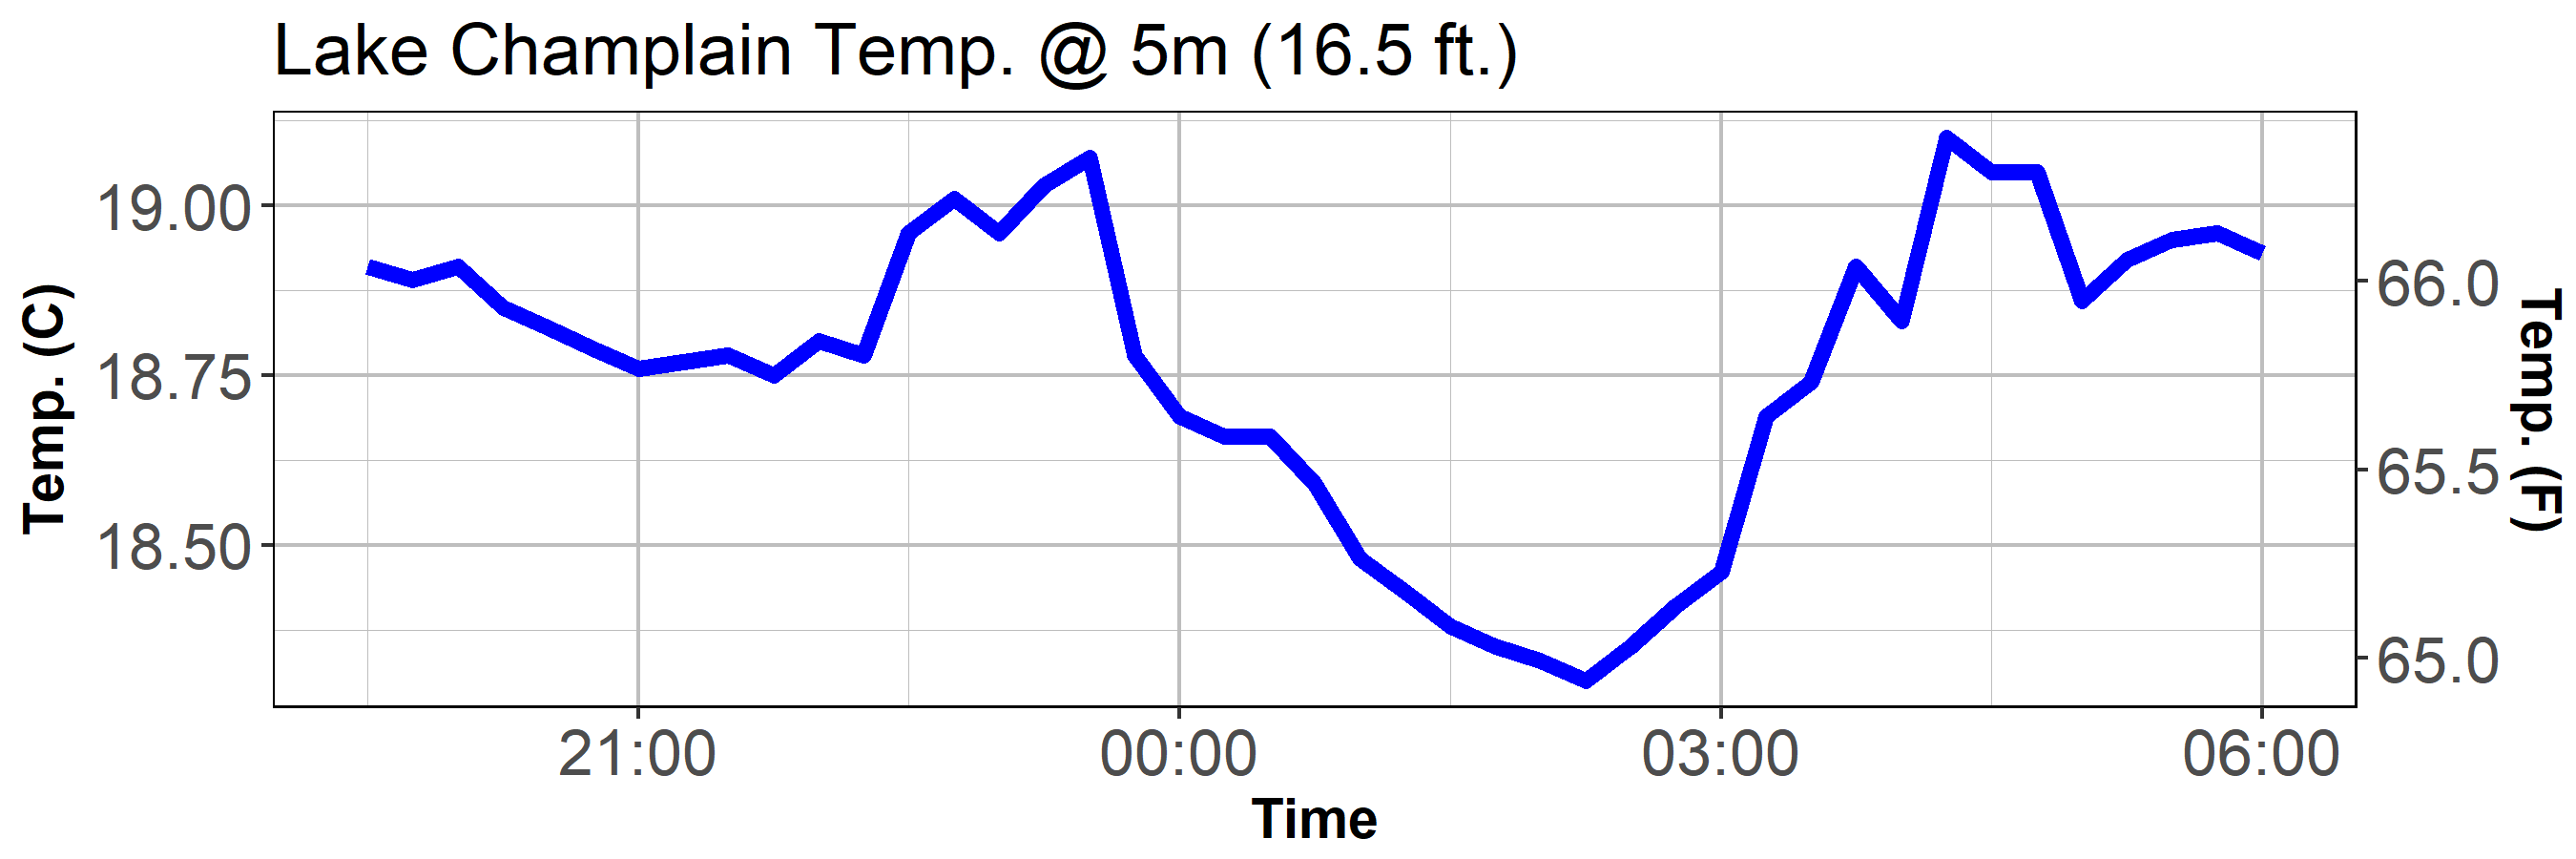 Lake Champlain Temp. @ 5m (16.5 ft.)
Temp. (C)
19.00
18.75
18.50
66.0
65.5
65.0
Temp. (F)
21:00 00:00 03:00 06:00
Time